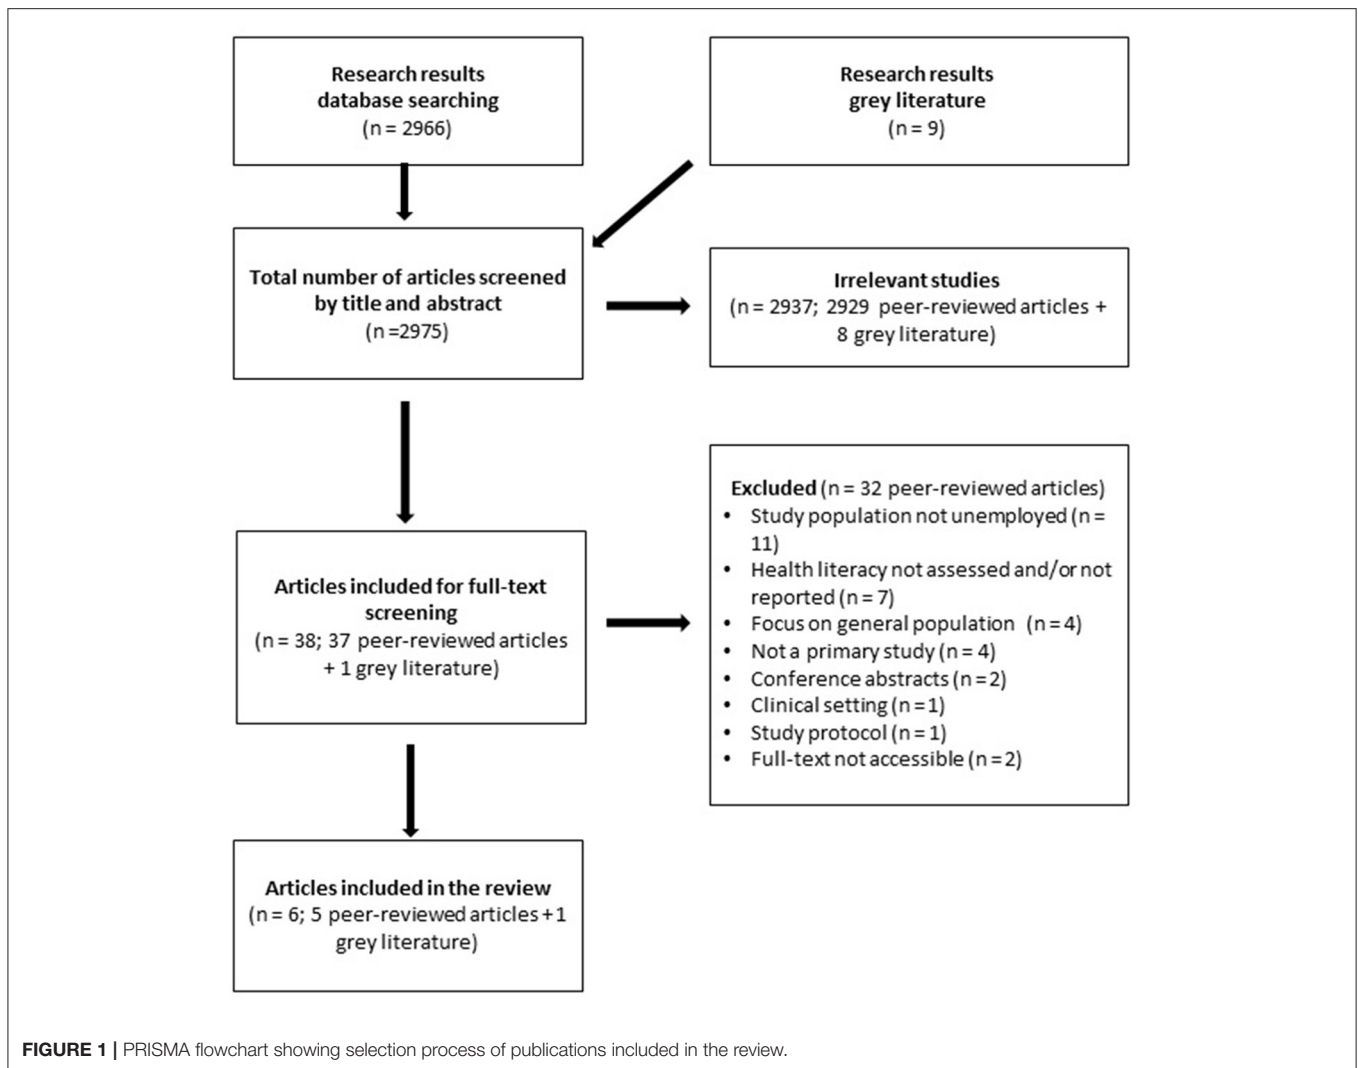 Research results
database searching
(n = 2966)
Research results
grey literature
(n = 9)
Total number of articles screened
by title and abstract
(n =2975)
Irrelevant studies
(n = 2937; 2929 peer-reviewed articles +
8 grey literature)
Articles included for full-text
screening
(n = 38; 37 peer-reviewed articles
+ 1 grey literature)
Excluded (n = 32 peer-reviewed articles)
• Study population not unemployed (n =
11)
• Health literacy not assessed and/or not
reported (n = 7)
• Focus on general population (n = 4)
• Not a primary study (n = 4)
• Conference abstracts (n = 2)
• Clinical setting (n = 1)
• Study protocol (n = 1)
• Full-text not accessible (n = 2)
Articles included in the review
(n = 6; 5 peer-reviewed articles + 1
grey literature)
FIGURE 1 | PRISMA flowchart showing selection process of publications included in the review.